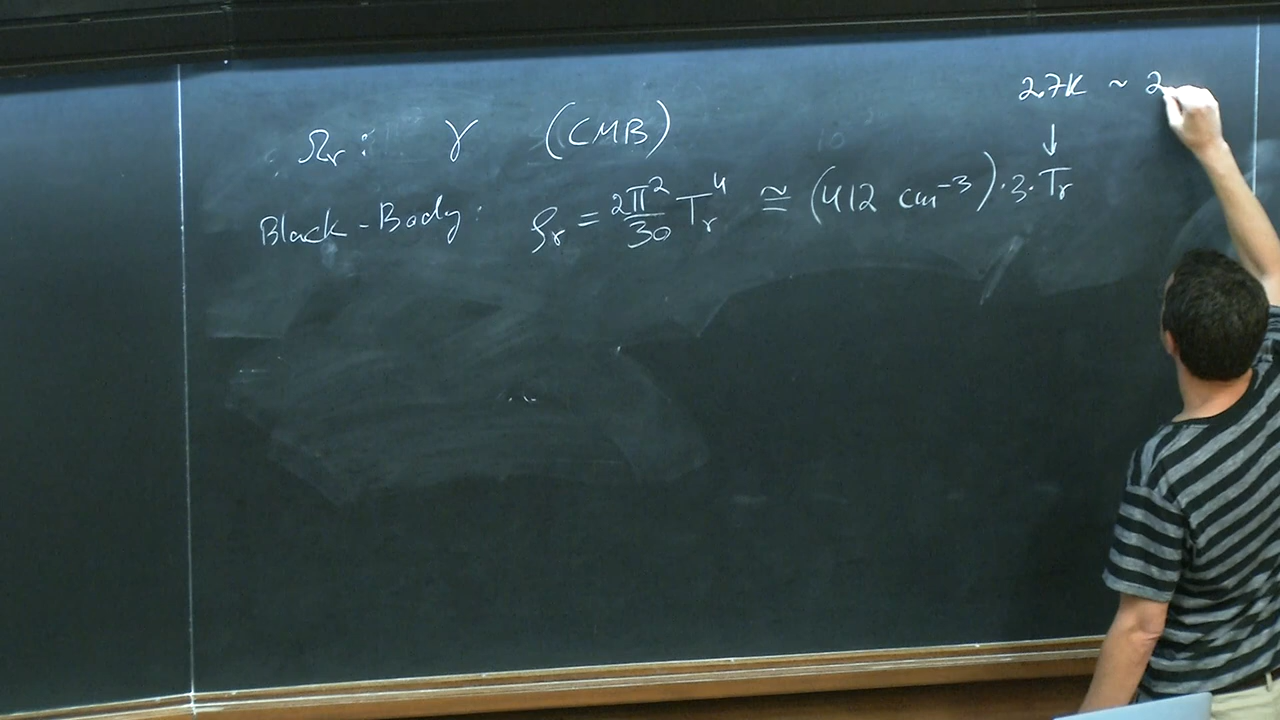 2.7K ~ 2
↓
Ωr : γ (CMB)
Black-Body: ρr = 2π²/30 Tr⁴ ≅ (412 cm⁻³)·3·Tr